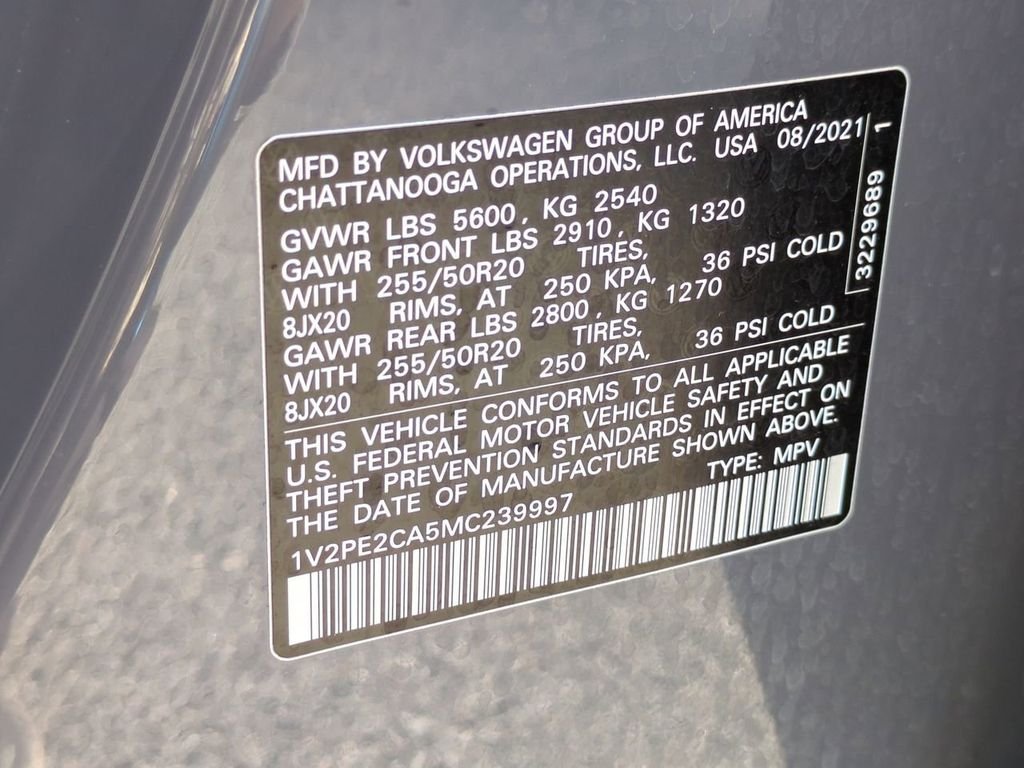 MFD BY VOLKSWAGEN GROUP OF AMERICA
CHATTANOOGA OPERATIONS, LLC. USA 08/2021
GVWR LBS 5600, KG 2540
GAWR FRONT LBS 2910, KG 1320
WITH 255/50R20 TIRES,
8JX20 RIMS, AT 250 KPA, 36 PSI COLD
GAWR REAR LBS 2800, KG 1270
WITH 255/50R20 TIRES,
8JX20 RIMS, AT 250 KPA, 36 PSI COLD
THIS VEHICLE CONFORMS TO ALL APPLICABLE
U.S. FEDERAL MOTOR VEHICLE SAFETY AND
THEFT PREVENTION STANDARDS IN EFFECT ON
THE DATE OF MANUFACTURE SHOWN ABOVE.
1V2PE2CA5MC239997 TYPE: MPV
3229689 1